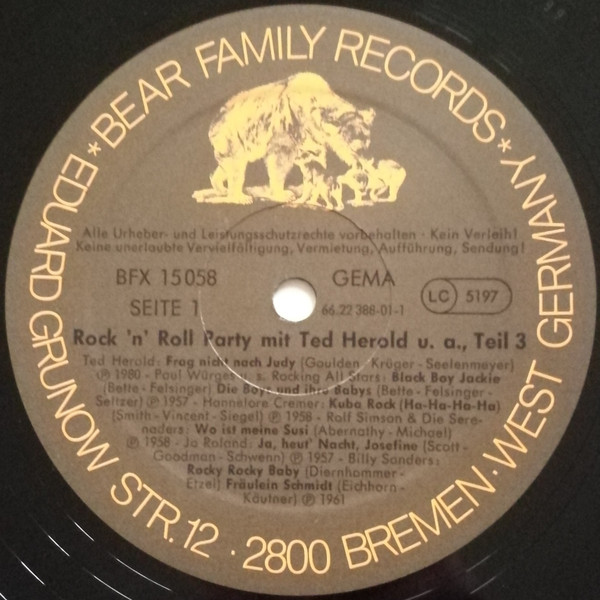 *BEAR FAMILY RECORDS*
EDUARD GRUNOW STR.12 · 2800 BREMEN·WEST GERMANY
Alle Urheber- und Leistungsschutzrechte vorbehalten · Kein Verleih!
Keine unerlaubte Vervielfältigung, Vermietung, Aufführung, Sendung!
BFX 15058 GEMA
SEITE 1 66.22 388-01-1 LC 5197
Rock 'n' Roll Party mit Ted Herold u. a., Teil 3
Ted Herold: Frag nicht nach Judy (Goulden - Krüger-Seelenmeyer)
℗ 1980 - Paul Würges u. s. Rocking All Stars: Black Boy Jackie
(Bette-Felsinger) Die Boys und ihre Babys (Bette-Felsinger-
Seltzer) ℗ 1957 - Hannelore Cremer: Kuba Rock (Ha-Ha-Ha-Ha)
(Smith-Vincent-Siegel) ℗ 1958 - Rolf Simson & Die Sere-
naders: Wo ist meine Susi (Abernathy-Michael)
℗ 1958 - Jo Roland: Ja, heut' Nacht, Josefine (Scott-
Goodman-Schwenn) ℗ 1957 - Billy Sanders:
Rocky Rocky Baby (Diernhammer-
Etzel) Fräulein Schmidt (Eichhorn-
Käutner) ℗ 1961